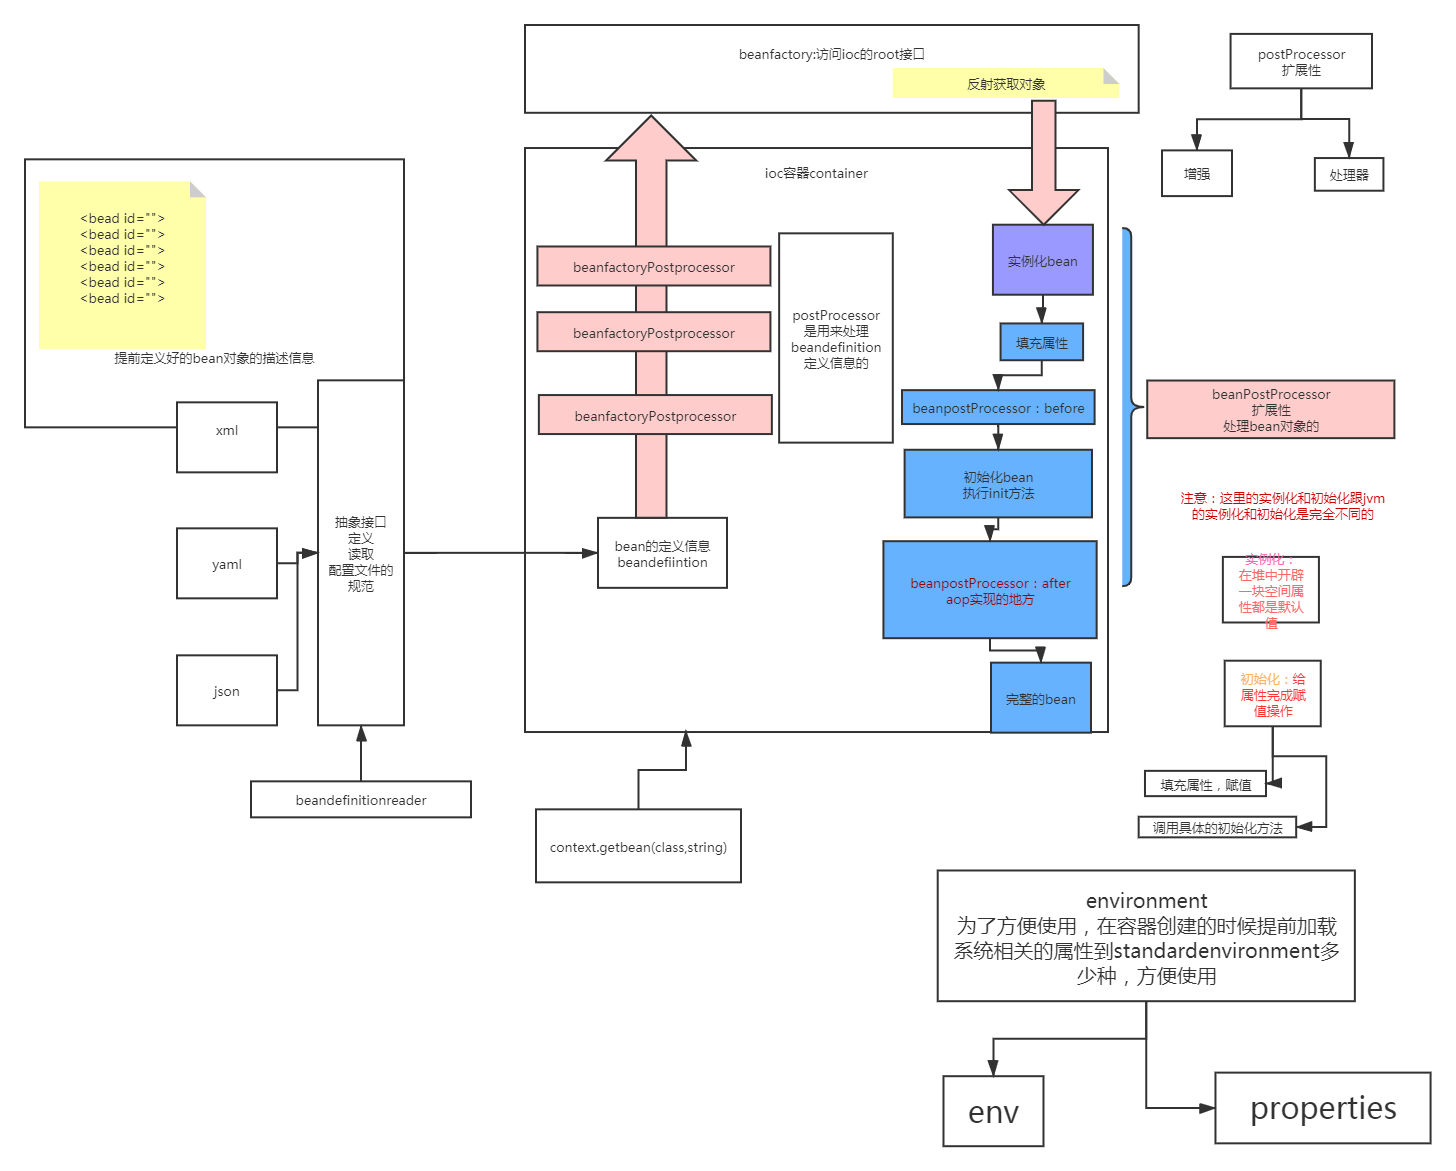 beanfactory:访问ioc的root接口
反射获取对象
postProcessor
扩展性
增强
处理器
<bead id="">
<bead id="">
<bead id="">
<bead id="">
<bead id="">
<bead id="">
提前定义好的bean对象的描述信息
xml
yaml
json
抽象接口
定义
读取
配置文件的
规范
beandefinitionreader
ioc容器container
beanfactoryPostprocessor
beanfactoryPostprocessor
beanfactoryPostprocessor
bean的定义信息
beandefiintion
postProcessor
是用来处理
beandefinition
定义信息的
实例化bean
填充属性
beanpostProcessor：before
初始化bean
执行init方法
beanpostProcessor：after
aop实现的地方
完整的bean
context.getbean(class,string)
beanPostProcessor
扩展性
处理bean对象的
注意：这里的实例化和初始化跟jvm
的实例化和初始化是完全不同的
实例化：
在堆中开辟
一块空间属
性都是默认
值
初始化：给
属性完成赋
值操作
填充属性，赋值
调用具体的初始化方法
environment
为了方便使用，在容器创建的时候提前加载
系统相关的属性到standardenvironment多
少种，方便使用
env
properties